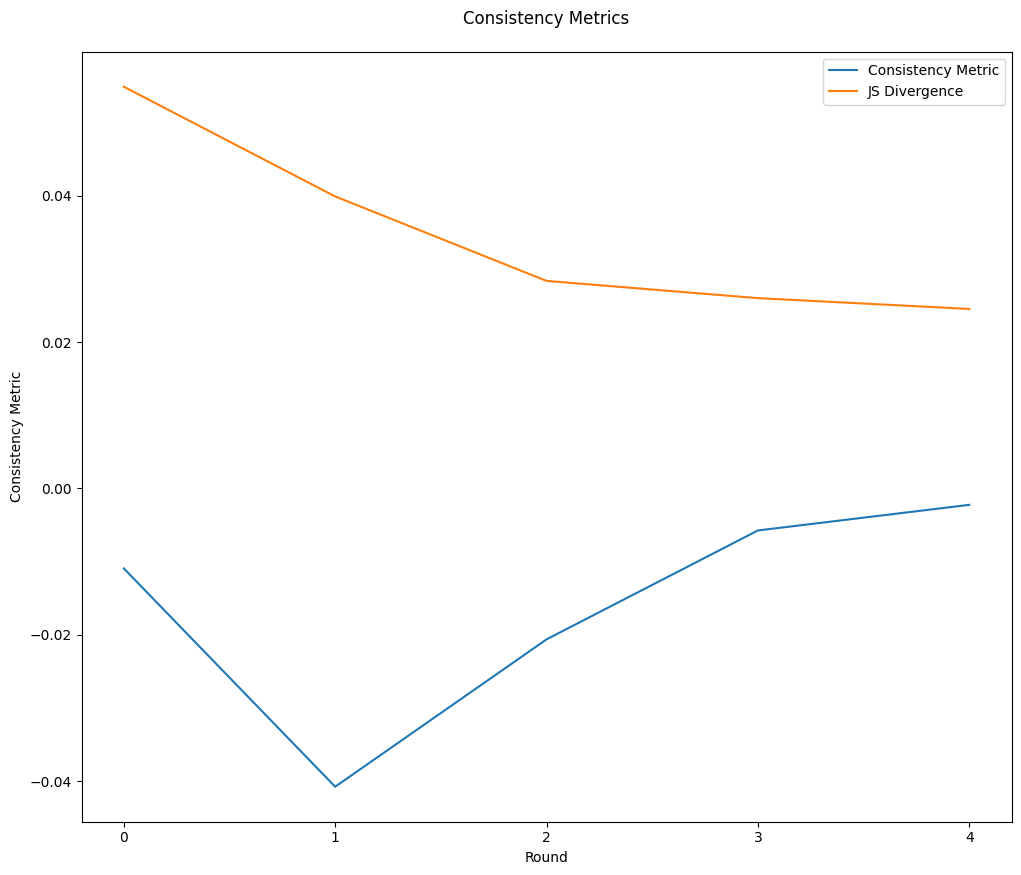 Consistency Metrics
Consistency Metric
JS Divergence
Consistency Metric
0.04
0.02
0.00
−0.02
−0.04
0 1 2 3 4
Round